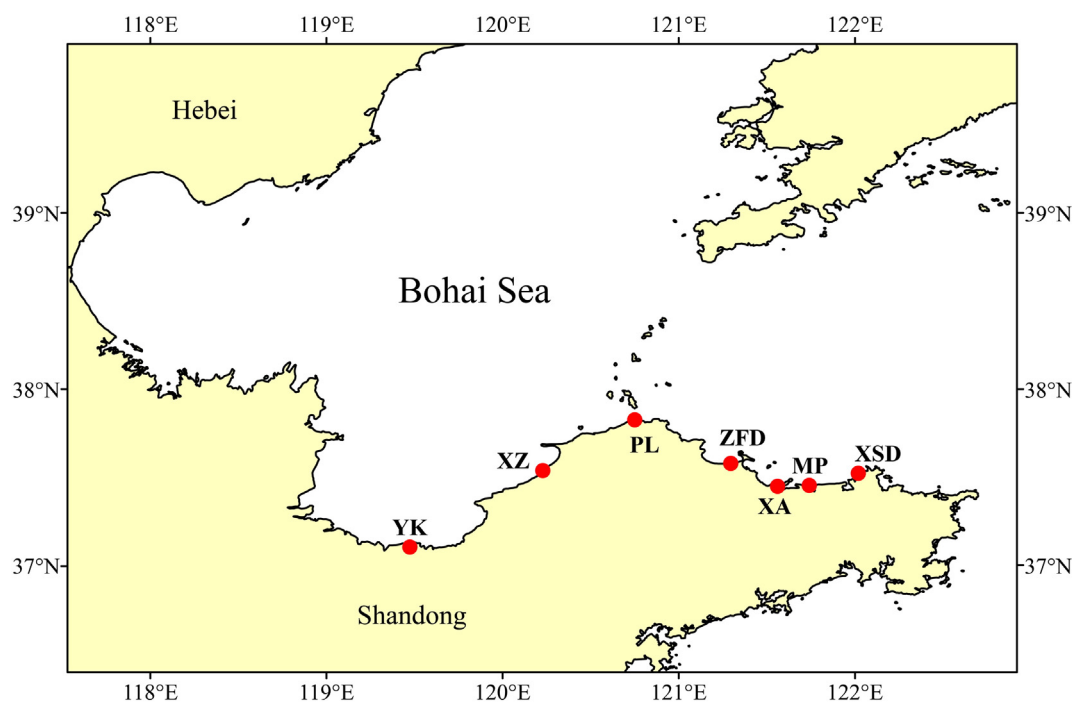 118°E 119°E 120°E 121°E 122°E
Hebei
39°N 39°N
Bohai Sea
38°N 38°N
PL ZFD
XZ MP XSD
XA
YK
37°N 37°N
Shandong
118°E 119°E 120°E 121°E 122°E